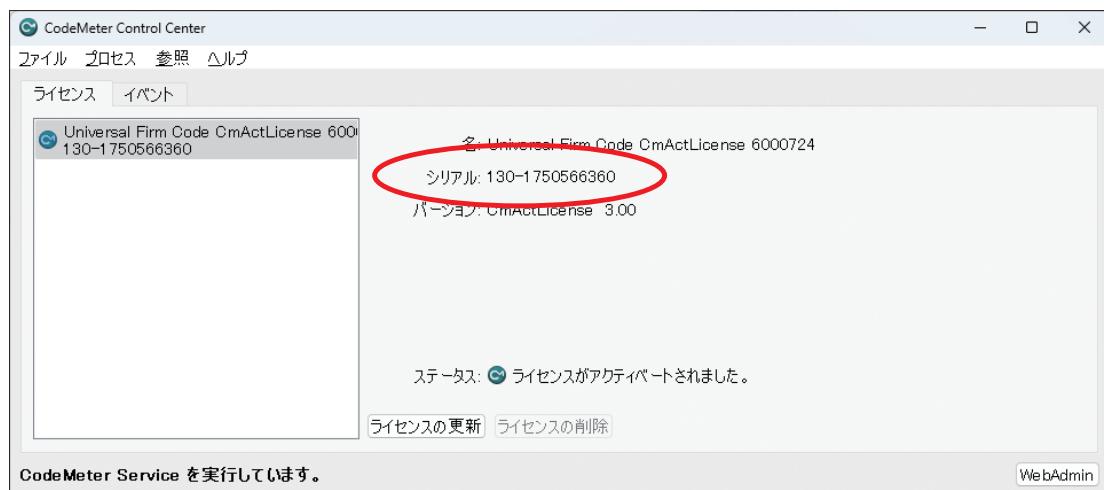 CodeMeter Control Center
ファイル プロセス 参照 ヘルプ
ライセンス イベント
Universal Firm Code CmActLicense 600
130-1750566360
名: Universal Firm Code CmActLicense 6000724
シリアル: 130-1750566360
バージョン: CmActLicense 3.00
ステータス: ライセンスがアクティベートされました。
ライセンスの更新 ライセンスの削除
CodeMeter Service を実行しています。
WebAdmin